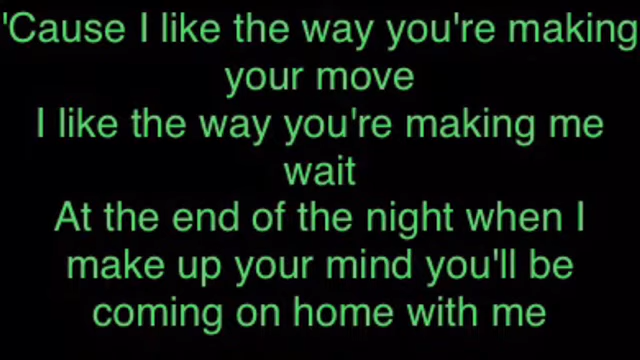 'Cause I like the way you're making
your move
I like the way you're making me
wait
At the end of the night when I
make up your mind you'll be
coming on home with me